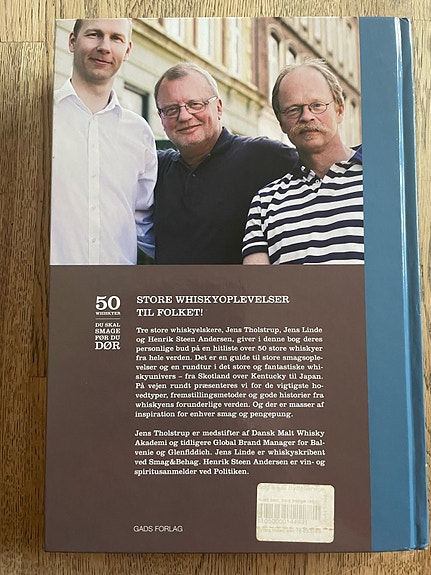 50
WHISKYER
DU SKAL
SMAGE
FØR DU
DØR
STORE WHISKYOPLEVELSER
TIL FOLKET!
Tre store whiskyelskere, Jens Tholstrup, Jens Linde
og Henrik Steen Andersen, giver i denne bog deres
personlige bud på en hitliste over 50 store whiskyer
fra hele verden. Det er en guide til store smagsople-
velser og en rundtur i det store og fantastiske whi-
skyunivers – fra Skotland over Kentucky til Japan.
På vejen rundt præsenteres vi for de vigtigste ho-
vedtyper, fremstillingsmetoder og gode historier fra
whiskyens forunderlige verden. Og der er masser af
inspiration for enhver smag og pengepung.
Jens Tholstrup er medstifter af Dansk Malt Whisky
Akademi og tidligere Global Brand Manager for Bal-
venie og Glenfiddich. Jens Linde er whiskyskribent
ved Smag&Behag. Henrik Steen Andersen er vin- og
spiritusanmelder ved Politiken.
GADS FORLAG